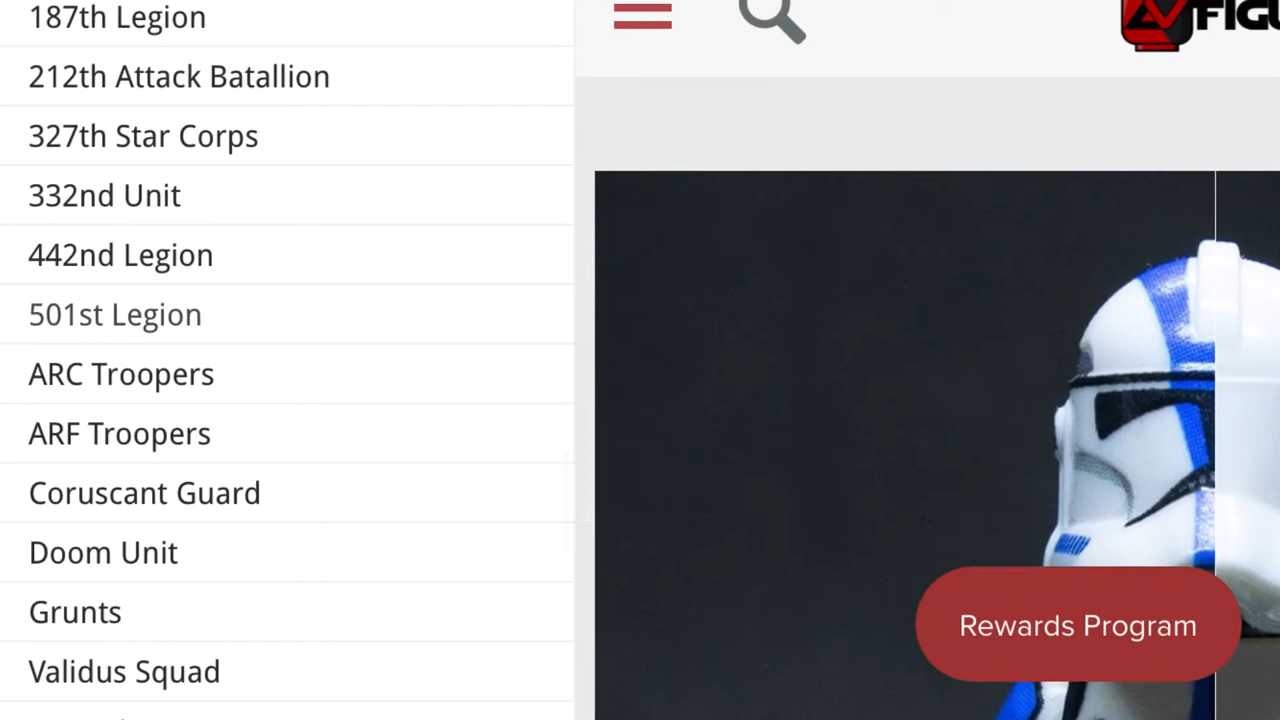 187th Legion
212th Attack Batallion
327th Star Corps
332nd Unit
442nd Legion
501st Legion
ARC Troopers
ARF Troopers
Coruscant Guard
Doom Unit
Grunts
Validus Squad
Rewards Program